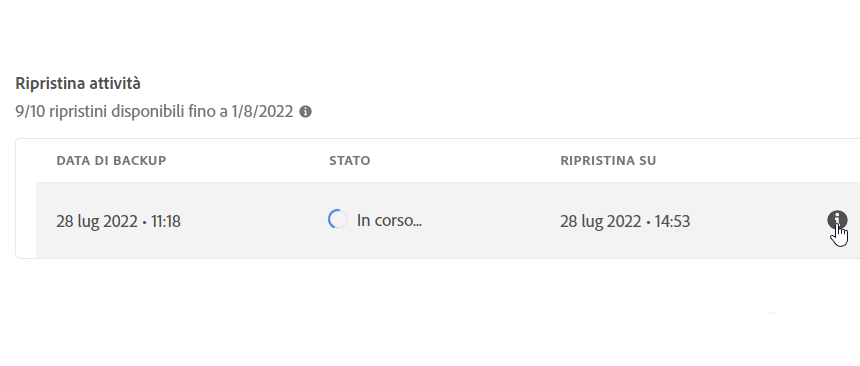 Ripristina attività
9/10 ripristini disponibili fino a 1/8/2022
DATA DI BACKUP STATO RIPRISTINA SU
28 lug 2022 • 11:18 In corso... 28 lug 2022 • 14:53